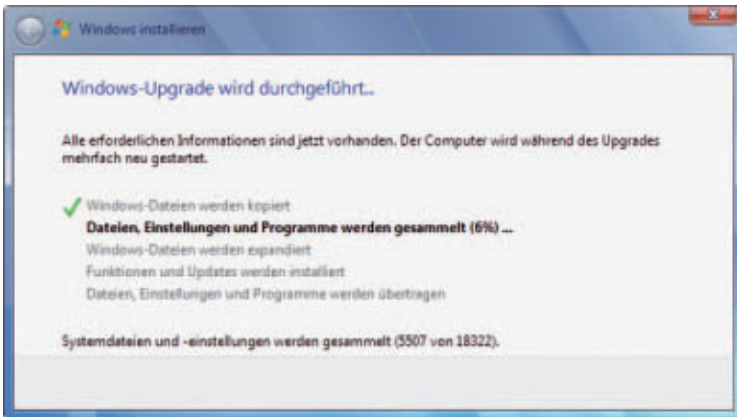 Windows installieren
Windows-Upgrade wird durchgeführt...
Alle erforderlichen Informationen sind jetzt vorhanden. Der Computer wird während des Upgrades
mehrfach neu gestartet.
Windows-Dateien werden kopiert
Dateien, Einstellungen und Programme werden gesammelt (6%) ...
Windows-Dateien werden expandiert
Funktionen und Updates werden installiert
Dateien, Einstellungen und Programme werden übertragen
Systemdateien und -einstellungen werden gesammelt (5507 von 18322).